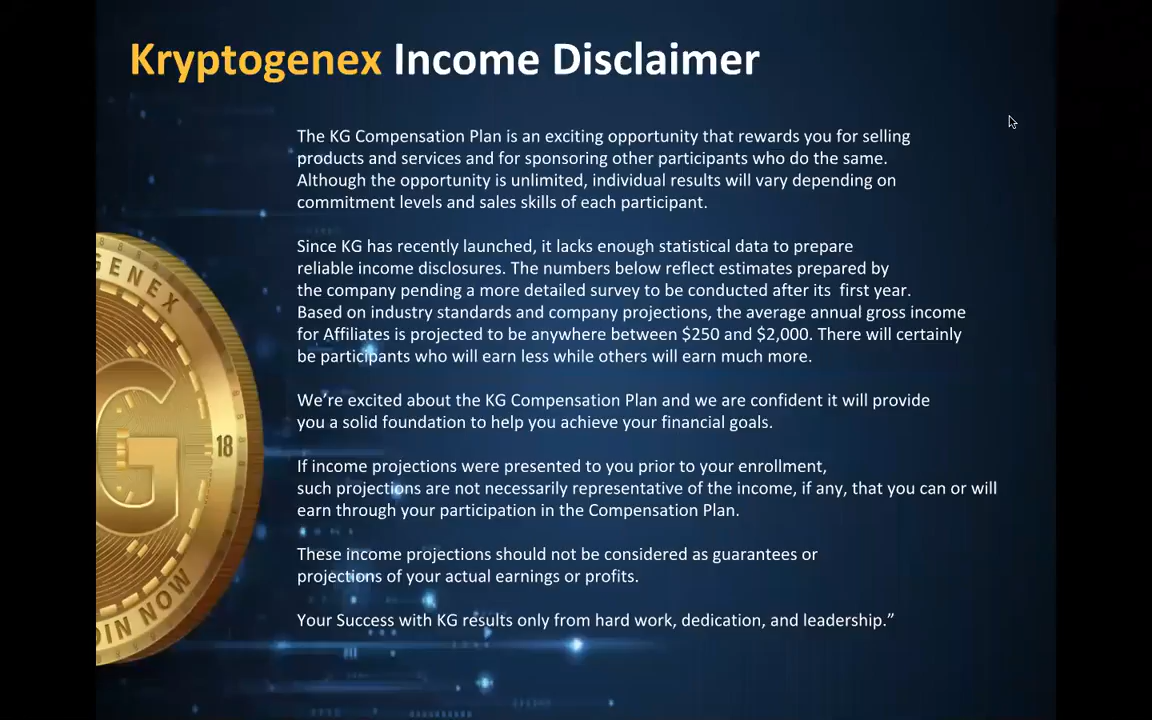 Kryptogenex Income Disclaimer
The KG Compensation Plan is an exciting opportunity that rewards you for selling
products and services and for sponsoring other participants who do the same.
Although the opportunity is unlimited, individual results will vary depending on
commitment levels and sales skills of each participant.
Since KG has recently launched, it lacks enough statistical data to prepare
reliable income disclosures. The numbers below reflect estimates prepared by
the company pending a more detailed survey to be conducted after its  first year.
Based on industry standards and company projections, the average annual gross income
for Affiliates is projected to be anywhere between $250 and $2,000. There will certainly
be participants who will earn less while others will earn much more.
We’re excited about the KG Compensation Plan and we are confident it will provide
you a solid foundation to help you achieve your financial goals.
If income projections were presented to you prior to your enrollment,
such projections are not necessarily representative of the income, if any, that you can or will
earn through your participation in the Compensation Plan.
These income projections should not be considered as guarantees or
projections of your actual earnings or profits.
Your Success with KG results only from hard work, dedication, and leadership.”
GENEX
G
18
OIN NOW